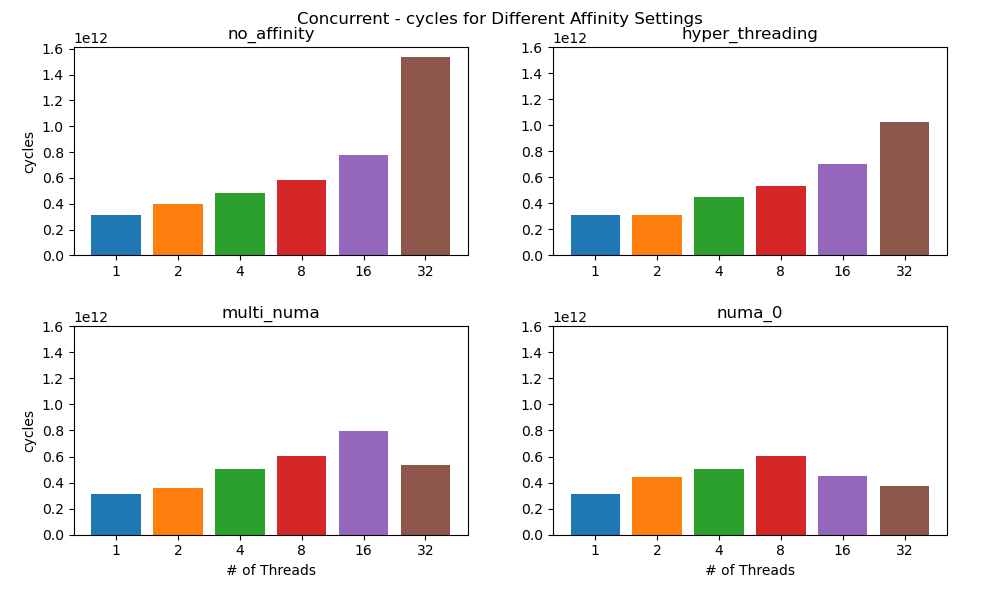 Concurrent - cycles for Different Affinity Settings
no_affinity
1e12
1.6
1.4
1.2
1.0
0.8
0.6
0.4
0.2
0.0
cycles
1 2 4 8 16 32
hyper_threading
1e12
1.6
1.4
1.2
1.0
0.8
0.6
0.4
0.2
0.0
1 2 4 8 16 32
multi_numa
1e12
1.6
1.4
1.2
1.0
0.8
0.6
0.4
0.2
0.0
cycles
1 2 4 8 16 32
# of Threads
numa_0
1e12
1.6
1.4
1.2
1.0
0.8
0.6
0.4
0.2
0.0
1 2 4 8 16 32
# of Threads